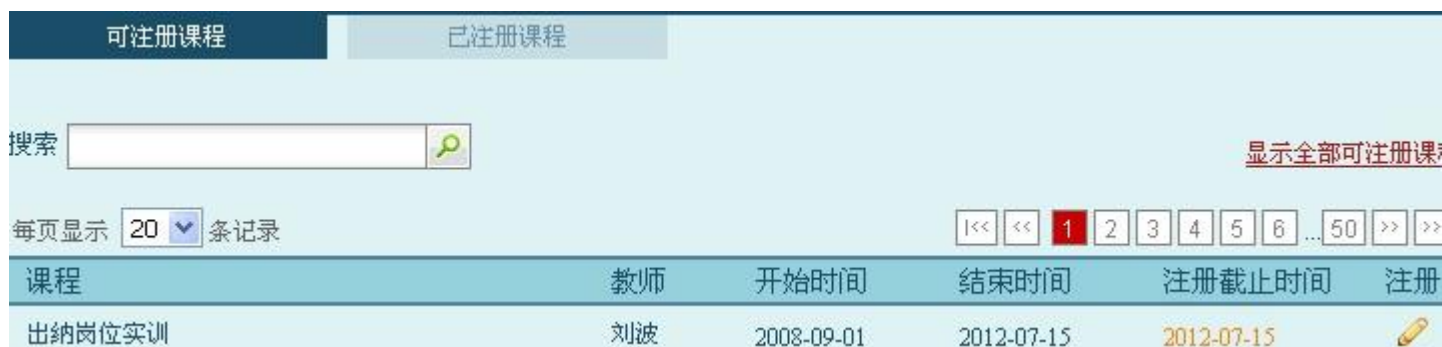 可注册课程 已注册课程
搜索
显示全部可注册课
每页显示 20 条记录 |<< << 1 2 3 4 5 6 ...50 >> >>
课程 教师 开始时间 结束时间 注册截止时间 注册
出纳岗位实训 刘波 2008-09-01 2012-07-15 2012-07-15